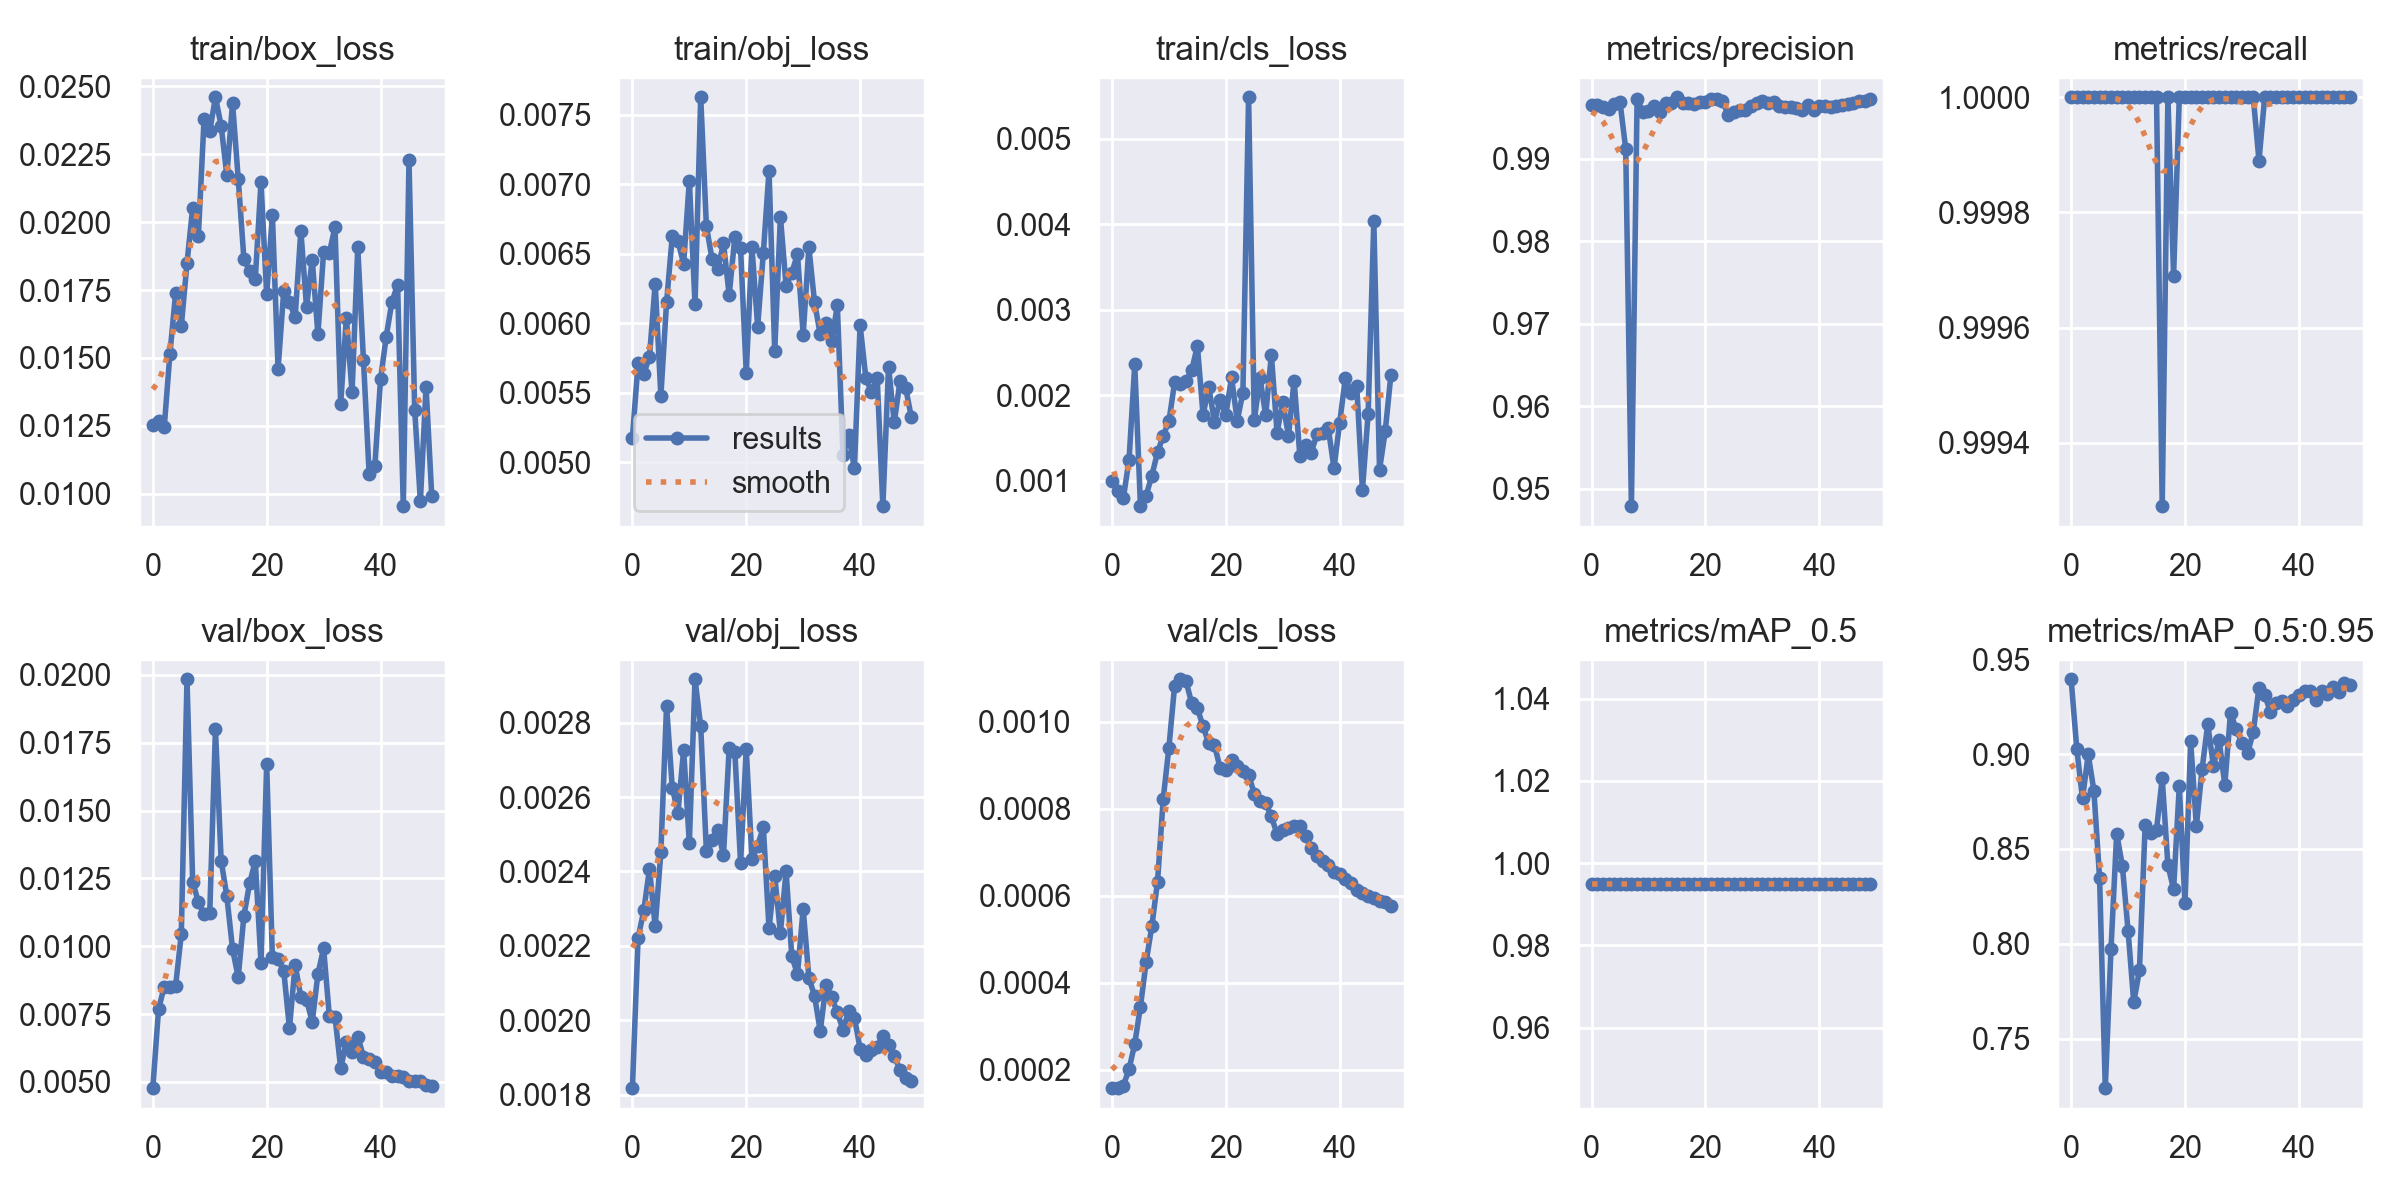 train/box_loss
0.0250
0.0225
0.0200
0.0175
0.0150
0.0125
0.0100
0 20 40
train/obj_loss
0.0075
0.0070
0.0065
0.0060
0.0055
0.0050
results
smooth
0 20 40
train/cls_loss
0.005
0.004
0.003
0.002
0.001
0 20 40
metrics/precision
0.99
0.98
0.97
0.96
0.95
0 20 40
metrics/recall
1.0000
0.9998
0.9996
0.9994
0 20 40
val/box_loss
0.0200
0.0175
0.0150
0.0125
0.0100
0.0075
0.0050
0 20 40
val/obj_loss
0.0028
0.0026
0.0024
0.0022
0.0020
0.0018
0 20 40
val/cls_loss
0.0010
0.0008
0.0006
0.0004
0.0002
0 20 40
metrics/mAP_0.5
1.04
1.02
1.00
0.98
0.96
0 20 40
metrics/mAP_0.5:0.95
0.95
0.90
0.85
0.80
0.75
0 20 40